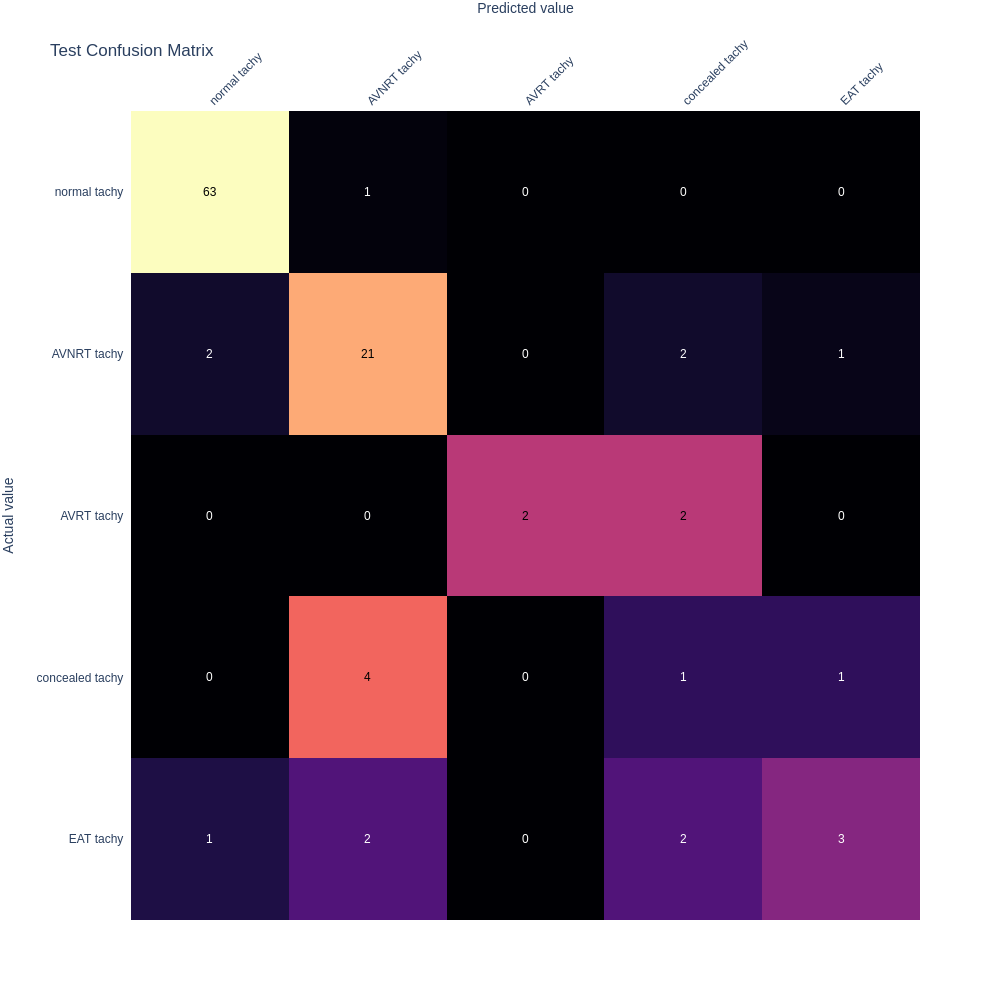 Predicted value
Test Confusion Matrix
normal tachy AVNRT tachy AVRT tachy concealed tachy EAT tachy
normal tachy 63 1 0 0 0
AVNRT tachy 2 21 0 2 1
AVRT tachy 0 0 2 2 0
Actual value
concealed tachy 0 4 0 1 1
EAT tachy 1 2 0 2 3